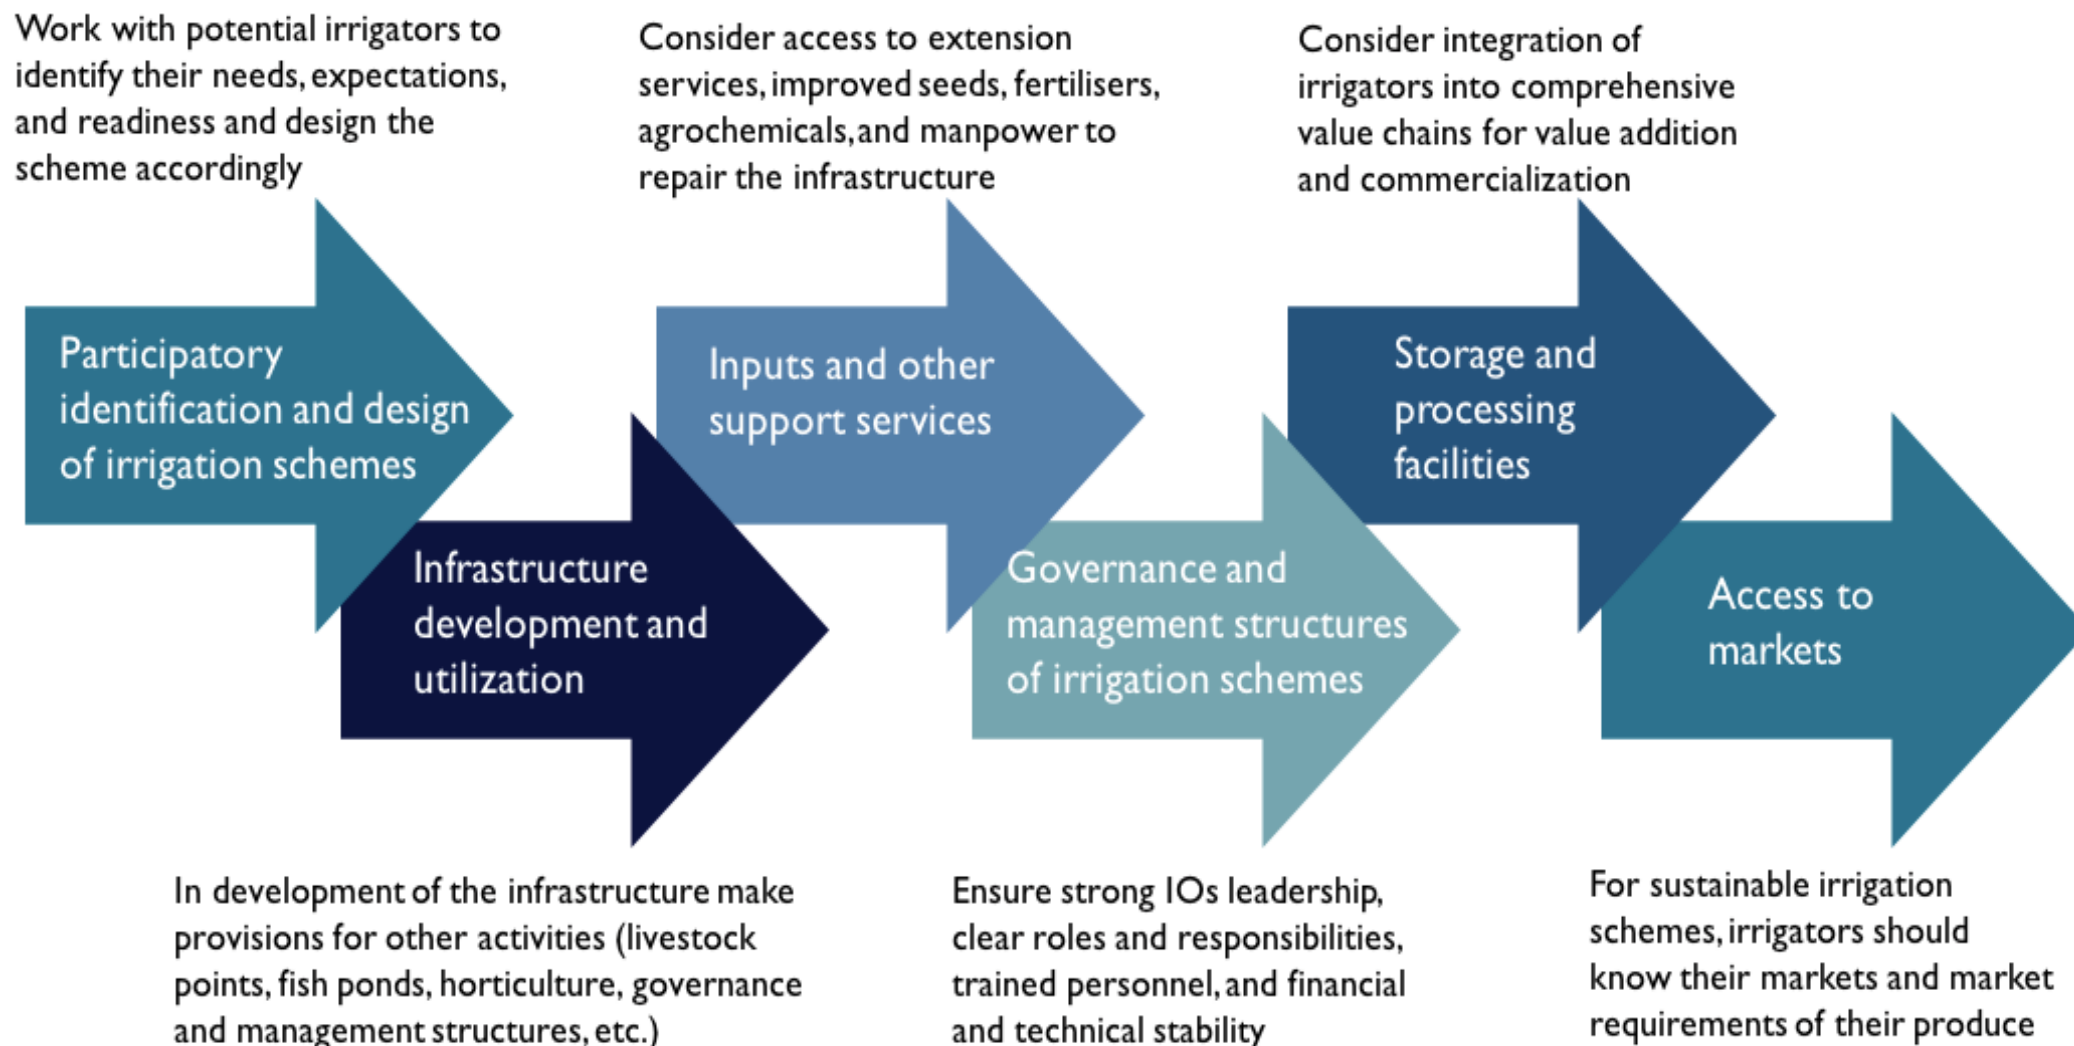 Work with potential irrigators to
identify their needs, expectations,
and readiness and design the
scheme accordingly
Consider access to extension
services, improved seeds, fertilisers,
agrochemicals, and manpower to
repair the infrastructure
Consider integration of
irrigators into comprehensive
value chains for value addition
and commercialization
Participatory
identification and design
of irrigation schemes
Inputs and other
support services
Storage and
processing
facilities
Infrastructure
development and
utilization
Governance and
management structures
of irrigation schemes
Access to
markets
In development of the infrastructure make
provisions for other activities (livestock
points, fish ponds, horticulture, governance
and management structures, etc.)
Ensure strong IOs leadership,
clear roles and responsibilities,
trained personnel, and financial
and technical stability
For sustainable irrigation
schemes, irrigators should
know their markets and market
requirements of their produce